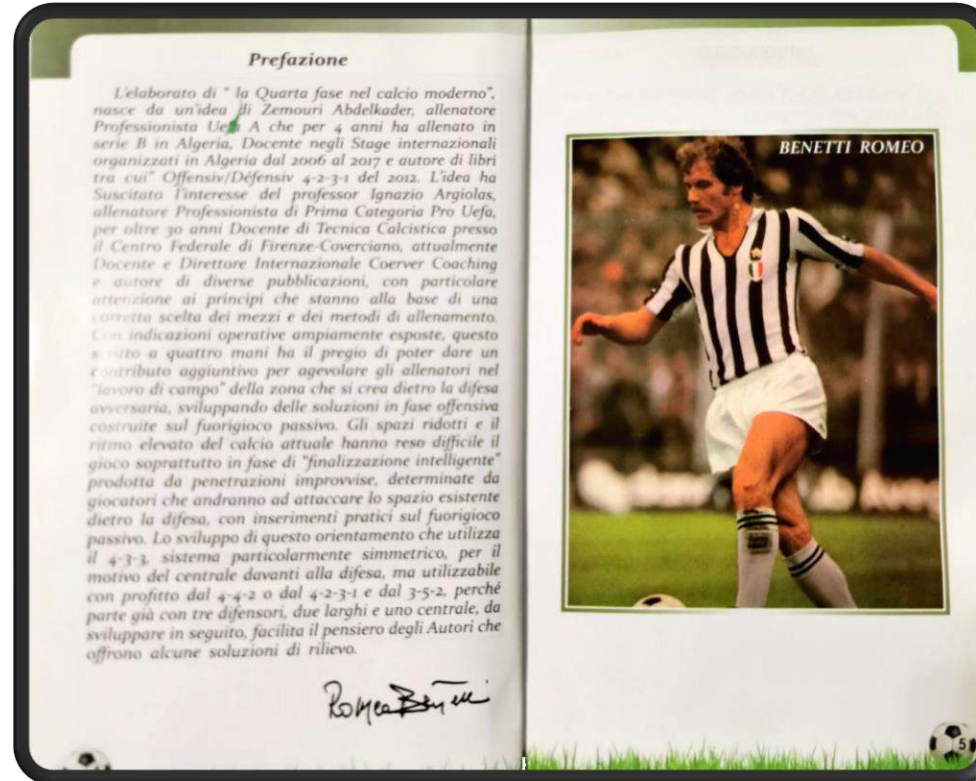 Prefazione
L'elaborato di " la Quarta fase nel calcio moderno",
nasce da un'idea di Zemouri Abdelkader, allenatore
Professionista Uefa A che per 4 anni ha allenato in
serie B in Algeria, Docente negli Stage internazionali
organizzati in Algeria dal 2006 al 2017 e autore di libri
tra cui" Offensiv/Défensiv 4-2-3-1 del 2012. L'idea ha
Suscitato l'interesse del professor Ignazio Argiolas,
allenatore Professionista di Prima Categoria Pro Uefa,
per oltre 30 anni Docente di Tecnica Calcistica presso
il Centro Federale di Firenze-Coverciano, attualmente
Docente e Direttore Internazionale Coerver Coaching
e autore di diverse pubblicazioni, con particolare
attenzione ai principi che stanno alla base di una
corretta scelta dei mezzi e dei metodi di allenamento.
Con indicazioni operative ampiamente esposte, questo
scritto a quattro mani ha il pregio di poter dare un
contributo aggiuntivo per agevolare gli allenatori nel
"lavoro di campo" della zona che si crea dietro la difesa
avversaria, sviluppando delle soluzioni in fase offensiva
costruite sul fuorigioco passivo. Gli spazi ridotti e il
ritmo elevato del calcio attuale hanno reso difficile il
gioco soprattutto in fase di "finalizzazione intelligente"
prodotta da penetrazioni improvvise, determinate da
giocatori che andranno ad attaccare lo spazio esistente
dietro la difesa, con inserimenti pratici sul fuorigioco
passivo. Lo sviluppo di questo orientamento che utilizza
il 4-3-3, sistema particolarmente simmetrico, per il
motivo del centrale davanti alla difesa, ma utilizzabile
con profitto dal 4-4-2 o dal 4-2-3-1 e dal 3-5-2, perché
parte già con tre difensori, due larghi e uno centrale, da
sviluppare in seguito, facilita il pensiero degli Autori che
offrono alcune soluzioni di rilievo.
Romeo Benetti
BENETTI ROMEO
5